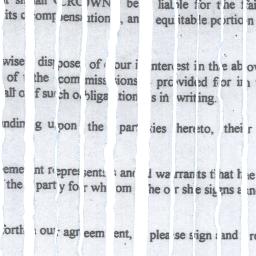 shall CROWN be liable for the fai
its compensation, an equitable portion
wise dispose of our interest in the abov
of the commissions provided for in
all of such obligations in writing.
nding upon the parties hereto, their
eement represents and warrants that he
the party for whom he or she signs an
forth our agreement, please sign and re